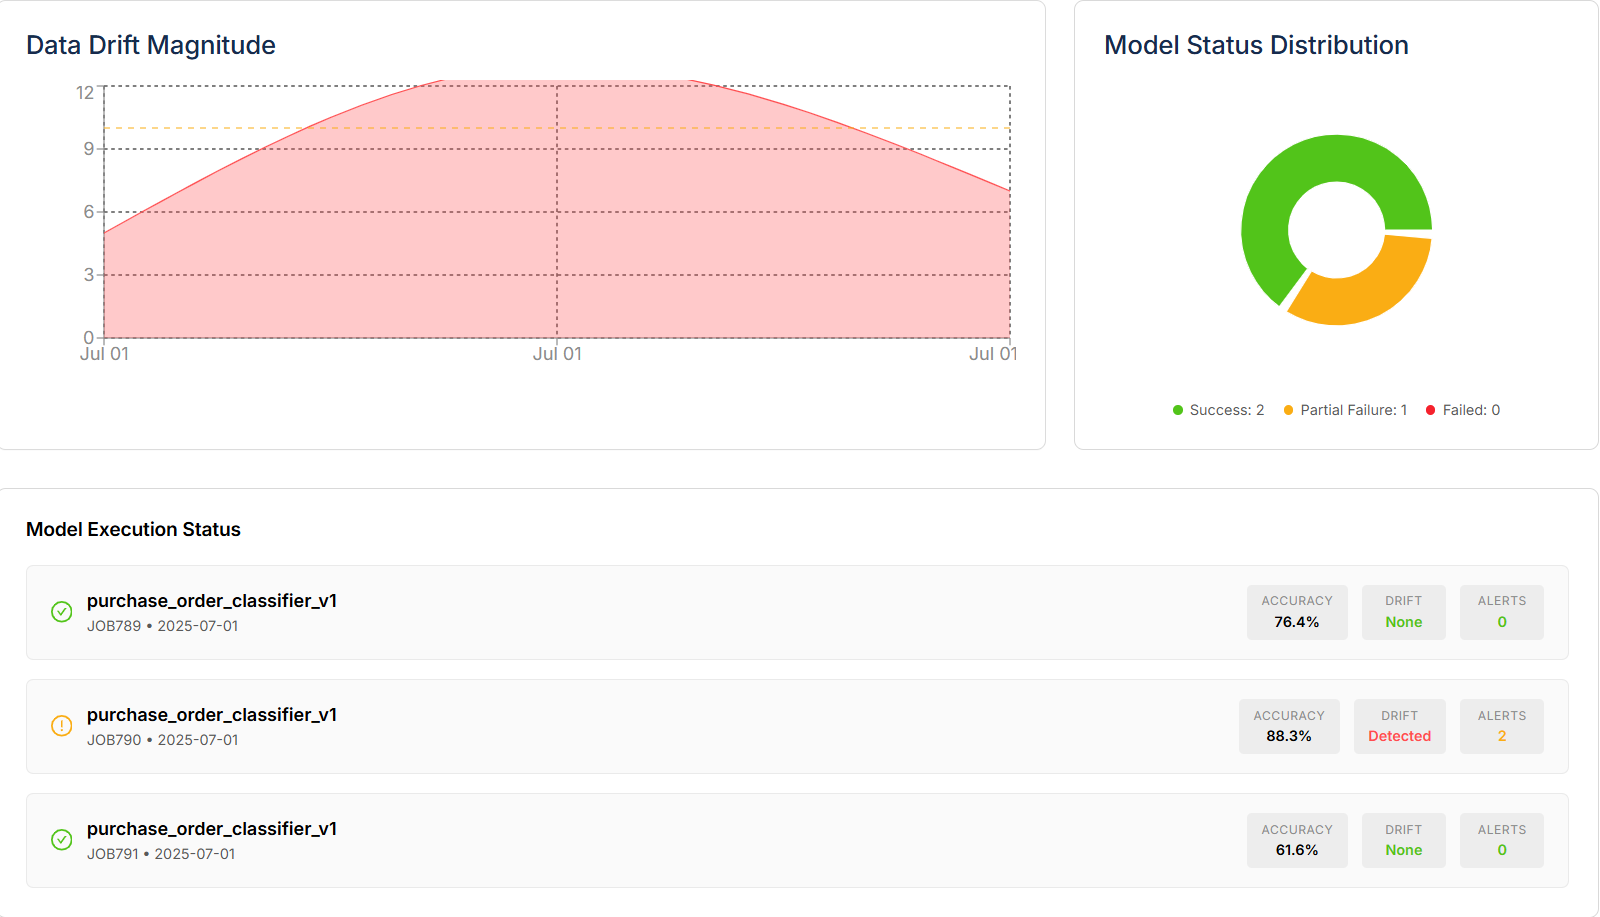 Data Drift Magnitude
12
9
6
3
0
Jul 01
Jul 01
Jul 01
Model Status Distribution
Success: 2
Partial Failure: 1
Failed: 0
Model Execution Status
purchase_order_classifier_v1
JOB789 • 2025-07-01
ACCURACY
76.4%
DRIFT
None
ALERTS
0
purchase_order_classifier_v1
JOB790 • 2025-07-01
ACCURACY
88.3%
DRIFT
Detected
ALERTS
2
purchase_order_classifier_v1
JOB791 • 2025-07-01
ACCURACY
61.6%
DRIFT
None
ALERTS
0